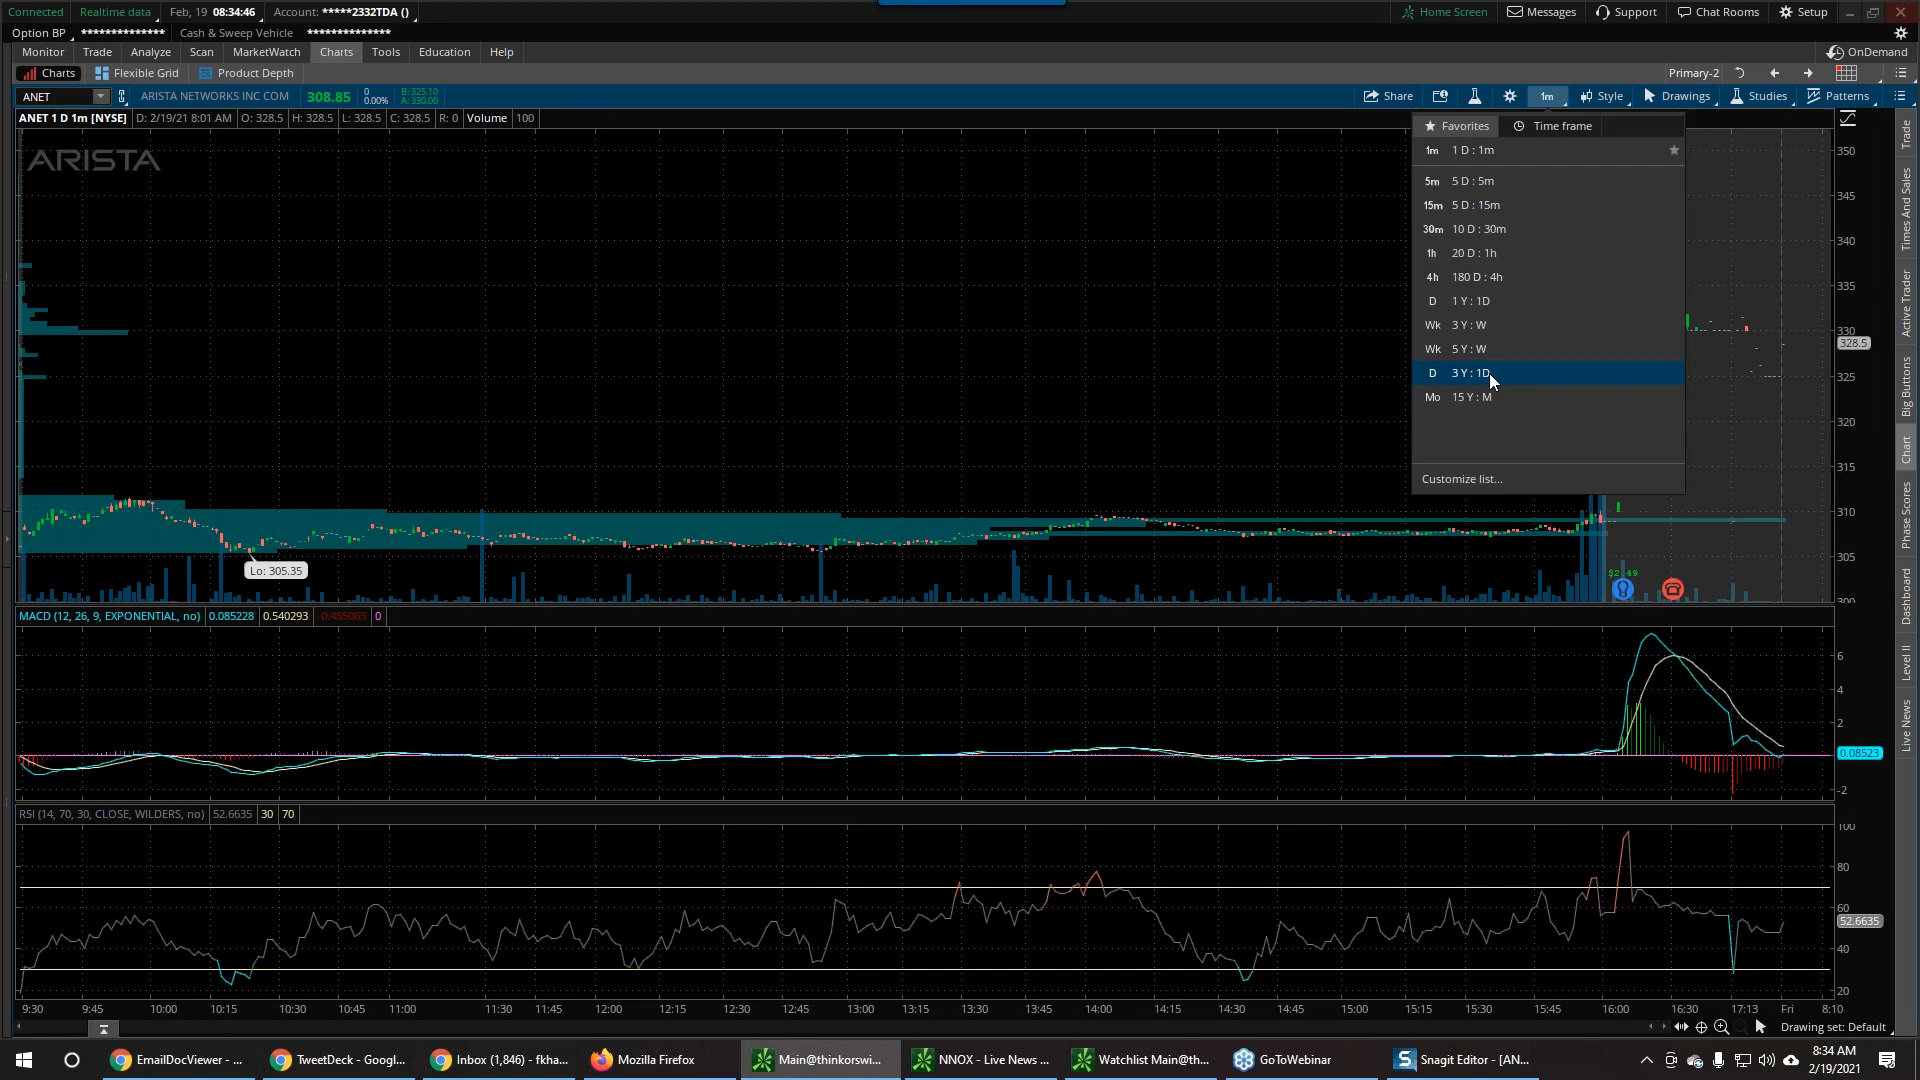 Connected Realtime data Feb, 19 08:34:46 Account: *****2332TDA () Home Screen Messages Support Chat Rooms Setup
Option BP ************** Cash & Sweep Vehicle **************
Monitor Trade Analyze Scan MarketWatch Charts Tools Education Help OnDemand
Charts Flexible Grid Product Depth Primary-2
ANET ARISTA NETWORKS INC COM 308.85 0 0.00% B: 325.10 A: 330.00 Share 1m Style Drawings Studies Patterns
ANET 1 D 1m [NYSE] D: 2/19/21 8:01 AM O: 328.5 H: 328.5 L: 328.5 C: 328.5 R: 0 Volume 100
ARISTA
Favorites Time frame
1m 1 D : 1m
5m 5 D : 5m
15m 5 D : 15m
30m 10 D : 30m
1h 20 D : 1h
4h 180 D : 4h
D 1 Y : 1D
Wk 3 Y : W
Wk 5 Y : W
D 3 Y : 1D
Mo 15 Y : M
Customize list...
350
345
340
335
330
328.5
325
320
315
310
305
300
Lo: 305.35
$2.49
MACD (12, 26, 9, EXPONENTIAL, no) 0.085228 0.540293 -0.455065 0
6
4
2
0.08523
-2
RSI (14, 70, 30, CLOSE, WILDERS, no) 52.6635 30 70
100
80
60
52.6635
40
20
9:30 9:45 10:00 10:15 10:30 10:45 11:00 11:30 11:45 12:00 12:15 12:30 12:45 13:00 13:15 13:30 13:45 14:00 14:15 14:30 14:45 15:00 15:15 15:30 15:45 16:00 16:30 17:13 Fri 8:10
Drawing set: Default
Trade
Times And Sales
Active Trader
Big Buttons
Chart
Phase Scores
Dashboard
Level II
Live News
EmailDocViewer - ... TweetDeck - Googl... Inbox (1,846) - fkha... Mozilla Firefox Main@thinkorswi... NNOX - Live News ... Watchlist Main@th... GoToWebinar Snagit Editor - [AN... 8:34 AM
2/19/2021